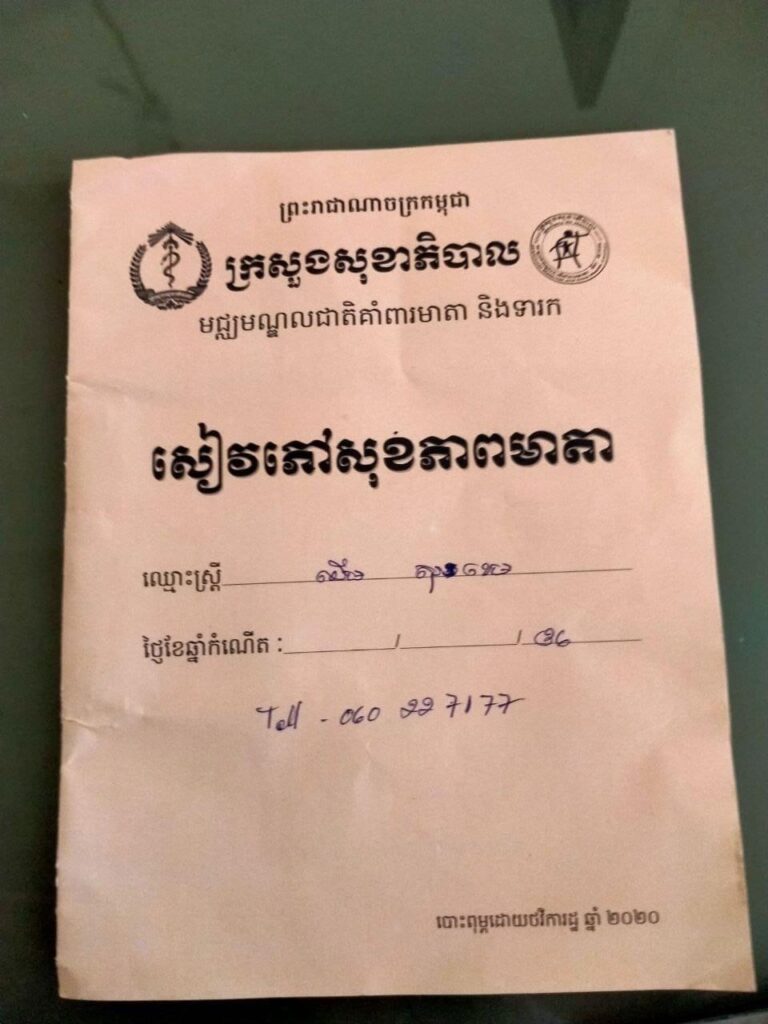 ព្រះរាជាណាចក្រកម្ពុជា
ក្រសួងសុខាភិបាល
មជ្ឈមណ្ឌលជាតិគាំពារមាតា និងទារក
សៀវភៅសុខភាពមាតា
ឈ្មោះស្ត្រី
ថ្ងៃខែឆ្នាំកំណើត : / /
Tell - 060 22 7177
បោះពុម្ពដោយថវិការដ្ឋ ឆ្នាំ ២០២០